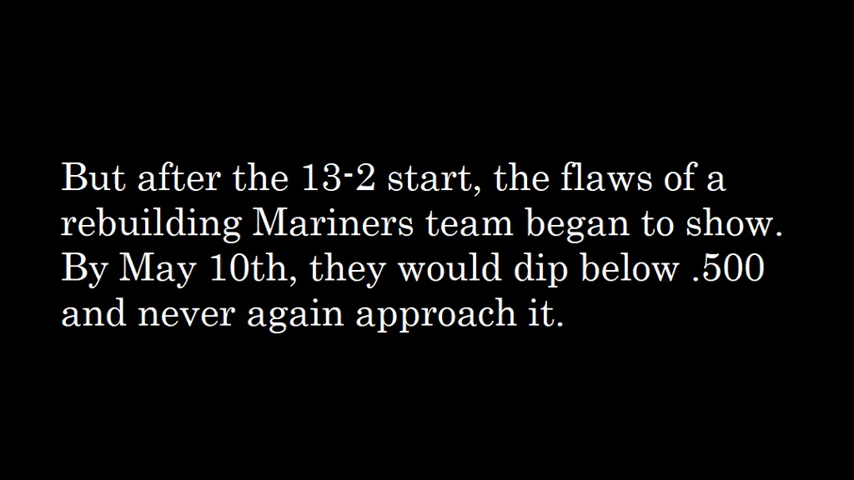 But after the 13-2 start, the flaws of a
rebuilding Mariners team began to show.
By May 10th, they would dip below .500
and never again approach it.